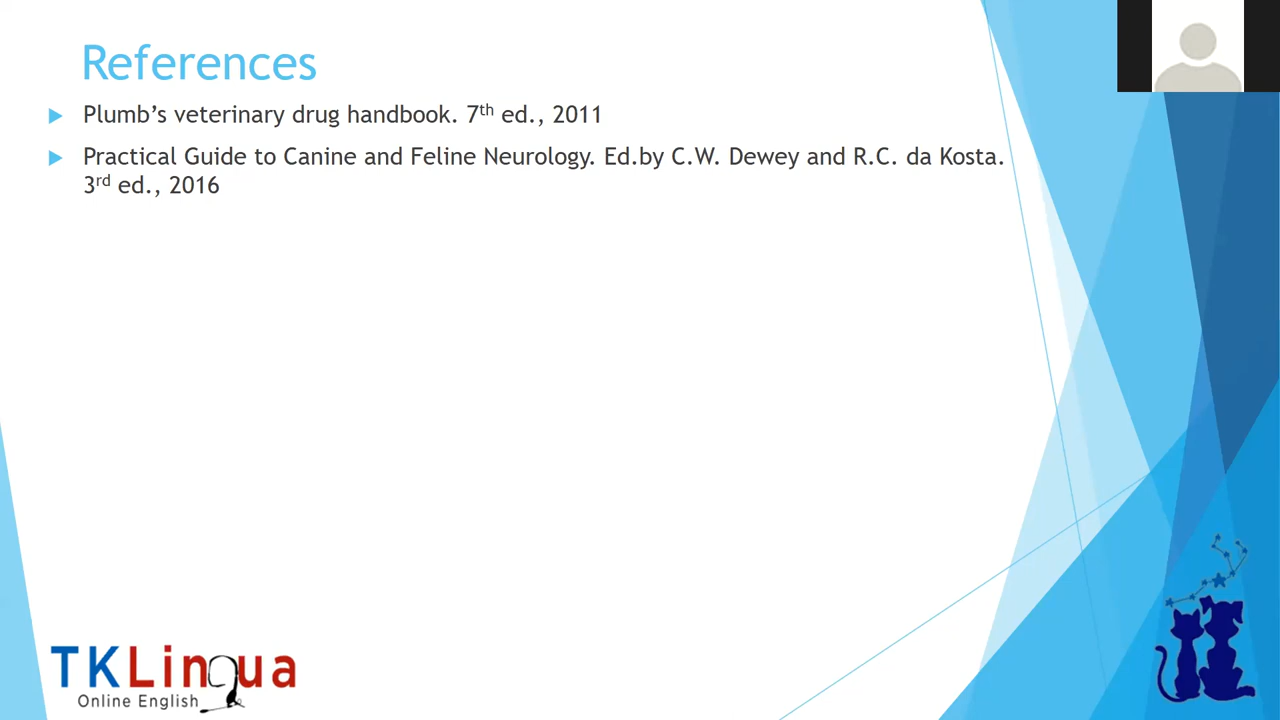 References
Plumb’s veterinary drug handbook. 7th ed., 2011
Practical Guide to Canine and Feline Neurology. Ed.by C.W. Dewey and R.C. da Kosta.
3rd ed., 2016
TKLingua
Online English